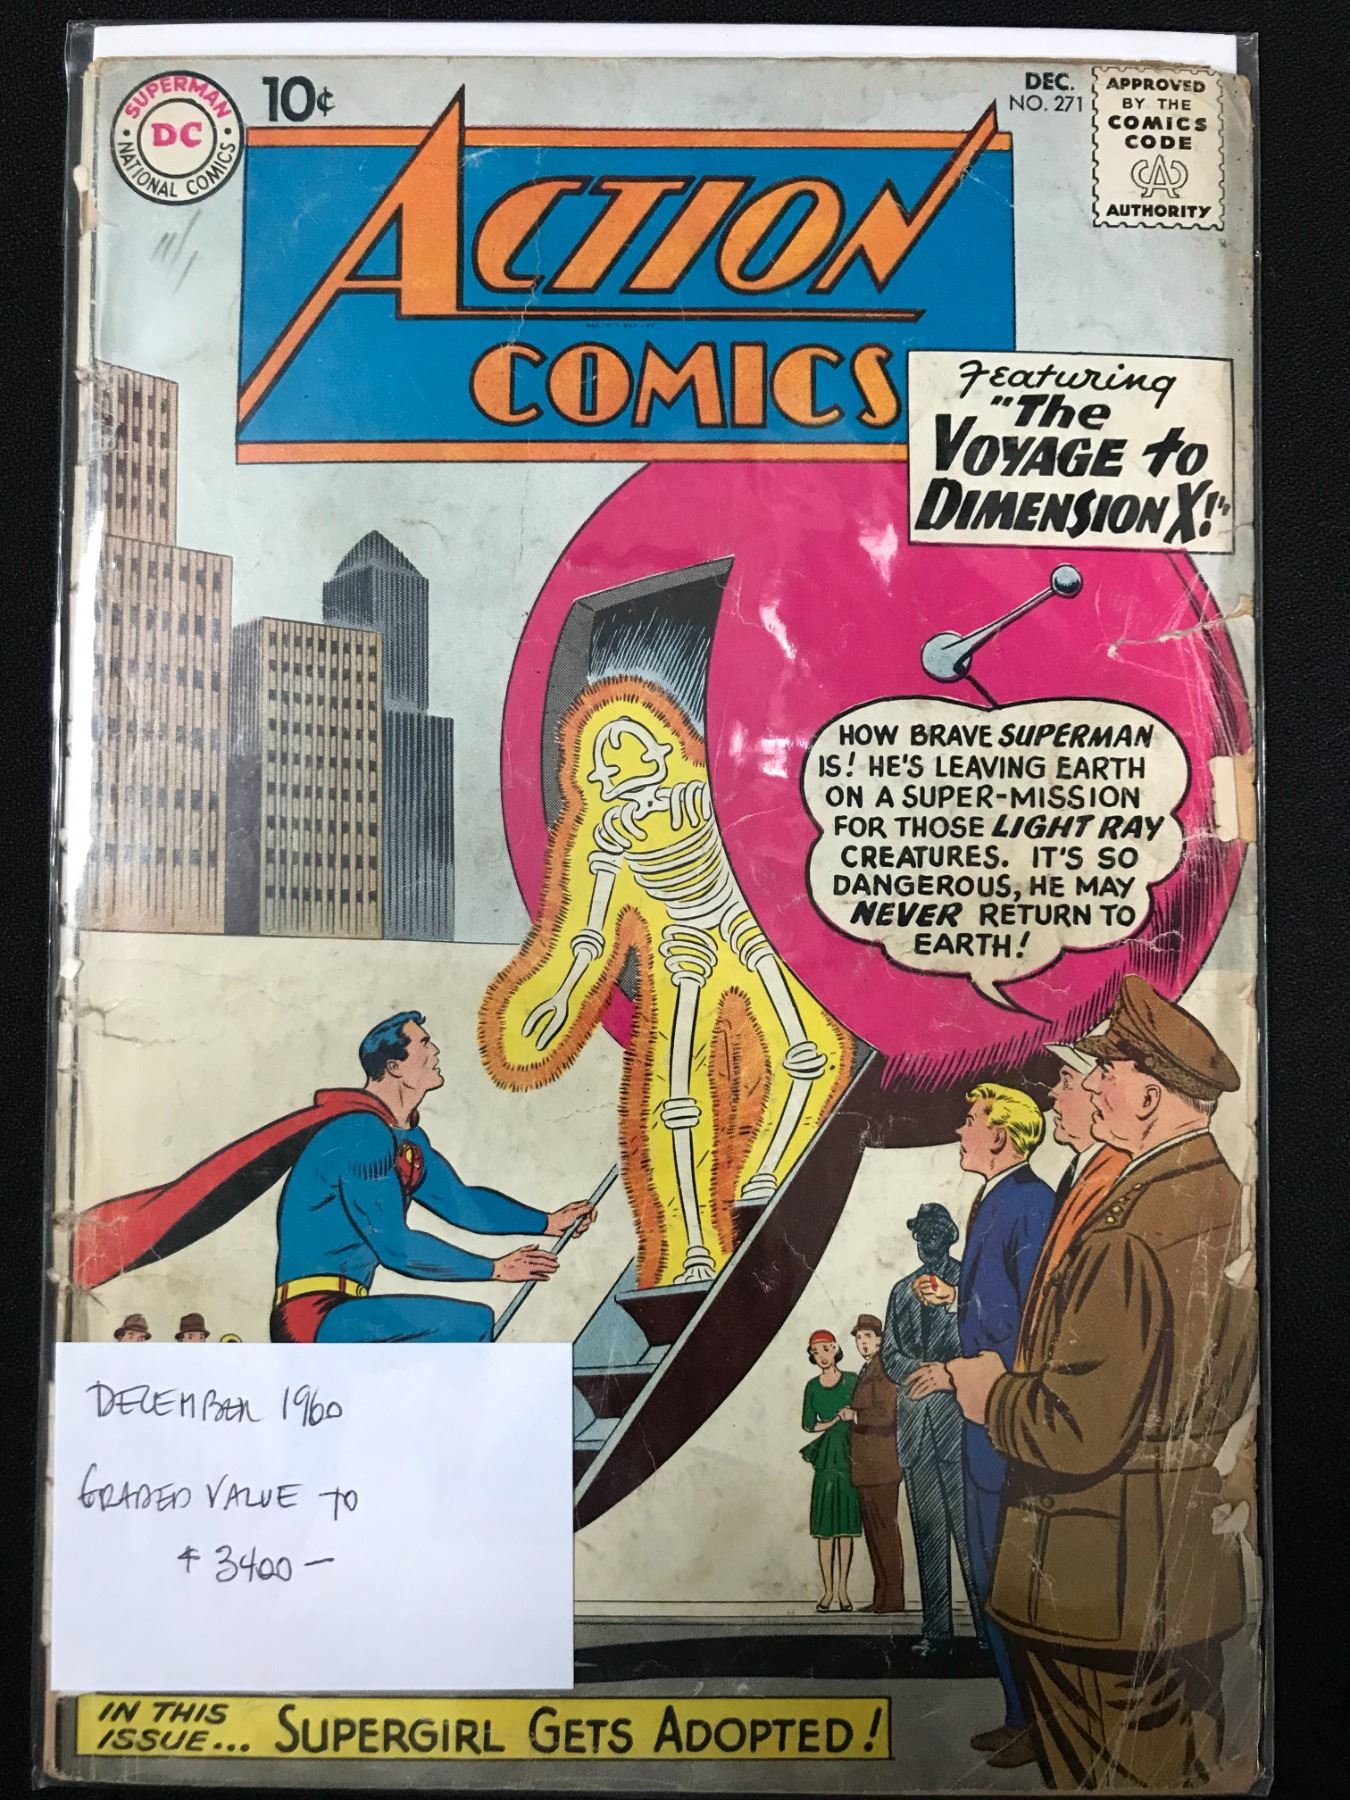 SUPERMAN
DC
NATIONAL COMICS
10¢
DEC.
NO. 271
APPROVED
BY THE
COMICS
CODE
CA
AUTHORITY
ACTION
COMICS
Featuring
"The
VOYAGE to
DIMENSION X!"
HOW BRAVE SUPERMAN
IS! HE'S LEAVING EARTH
ON A SUPER-MISSION
FOR THOSE LIGHT RAY
CREATURES. IT'S SO
DANGEROUS, HE MAY
NEVER RETURN TO
EARTH!
DECEMBER 1960
GRADED VALUE TO
$ 3400 —
IN THIS
ISSUE... SUPERGIRL GETS ADOPTED!